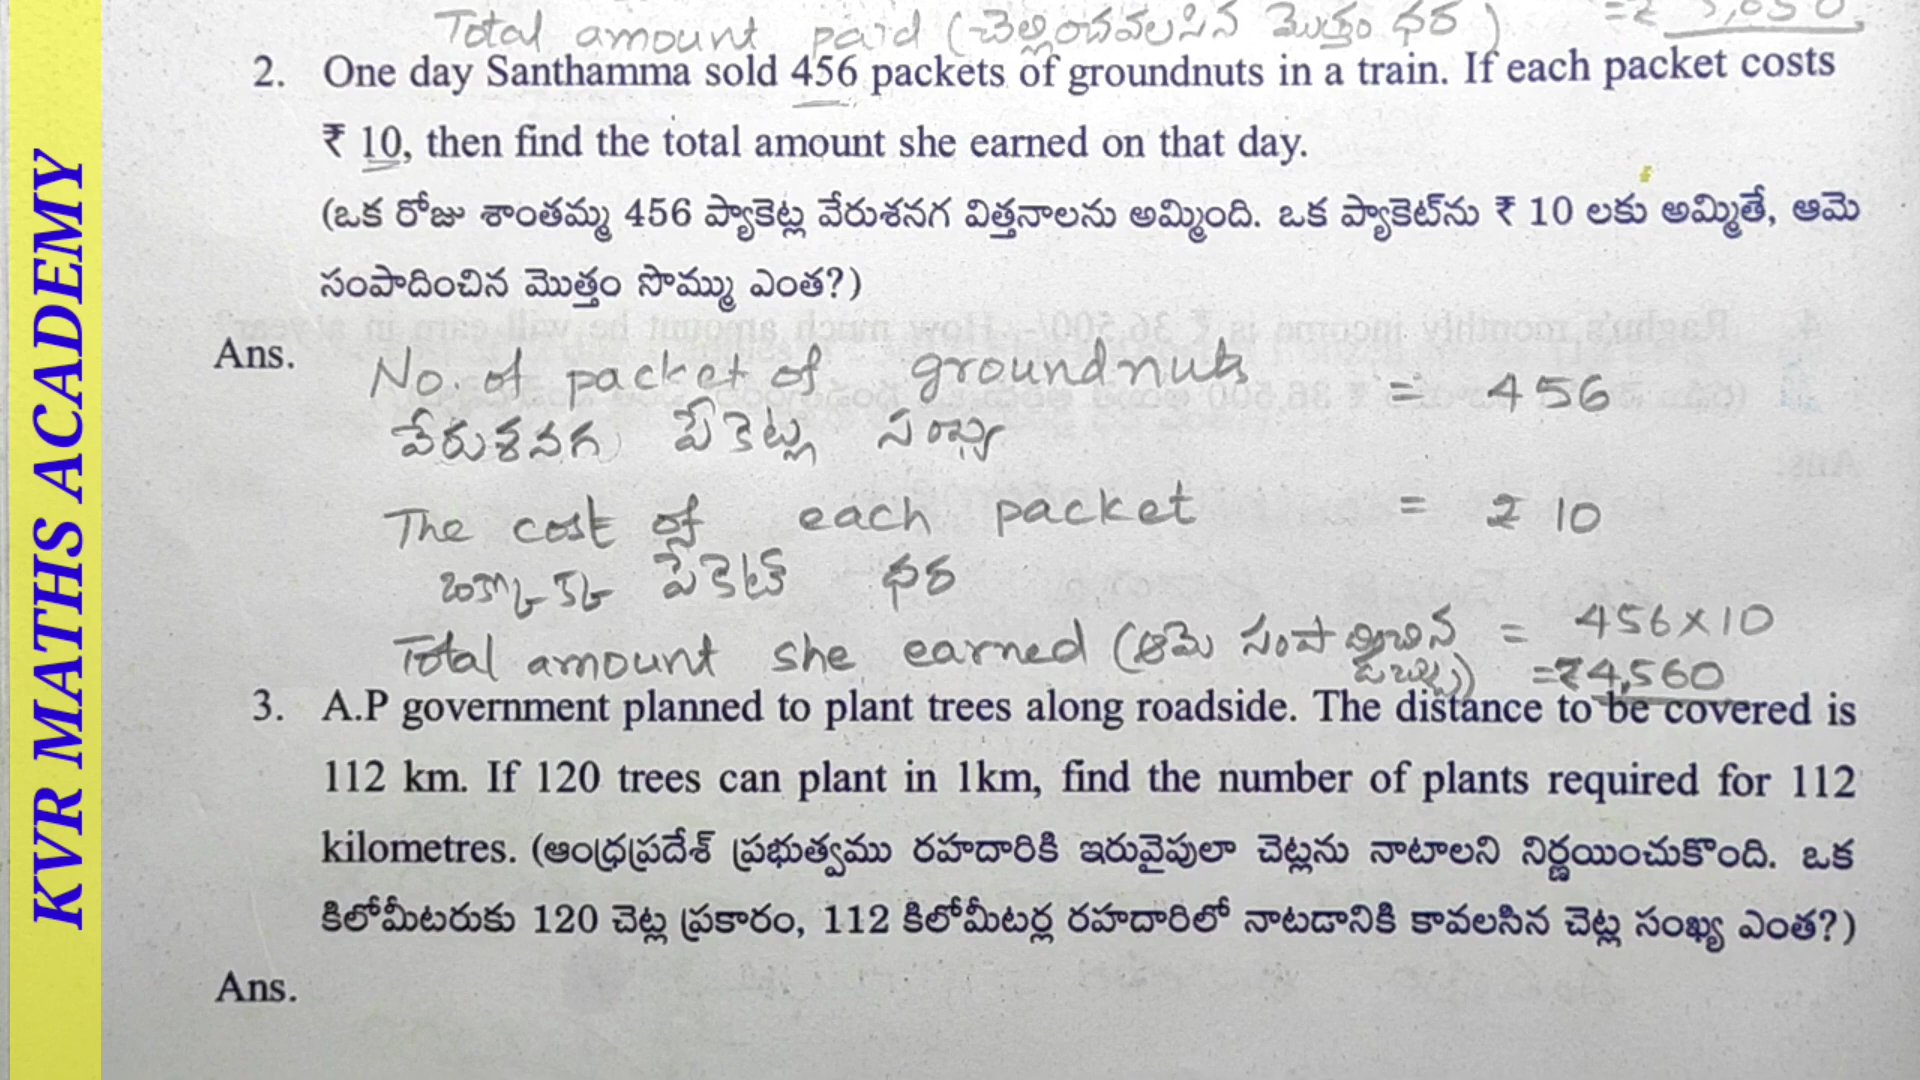 KVR MATHS ACADEMY
Total amount paid (చెల్లించవలసిన మొత్తం ధర)
2. One day Santhamma sold 456 packets of groundnuts in a train. If each packet costs
₹ 10, then find the total amount she earned on that day.
(ఒక రోజు శాంతమ్మ 456 ప్యాకెట్ల వేరుశనగ విత్తనాలను అమ్మింది. ఒక ప్యాకెట్‌ను ₹ 10 లకు అమ్మితే, ఆమె
సంపాదించిన మొత్తం సొమ్ము ఎంత?)
Ans. No. of packet of groundnuts = 456
వేరుశనగ పేకెట్ల సంఖ్య
The cost of each packet = ₹ 10
ఒక్కొక్క పేకెట్ ధర
Total amount she earned (ఆమె = 456×10
=₹4,560
3. A.P government planned to plant trees along roadside. The distance to be covered is
112 km. If 120 trees can plant in 1km, find the number of plants required for 112
kilometres. (ఆంధ్రప్రదేశ్ ప్రభుత్వము రహదారికి ఇరువైపులా చెట్లను నాటాలని నిర్ణయించుకొంది. ఒక
కిలోమీటరుకు 120 చెట్ల ప్రకారం, 112 కిలోమీటర్ల రహదారిలో నాటడానికి కావలసిన చెట్ల సంఖ్య ఎంత?)
Ans.